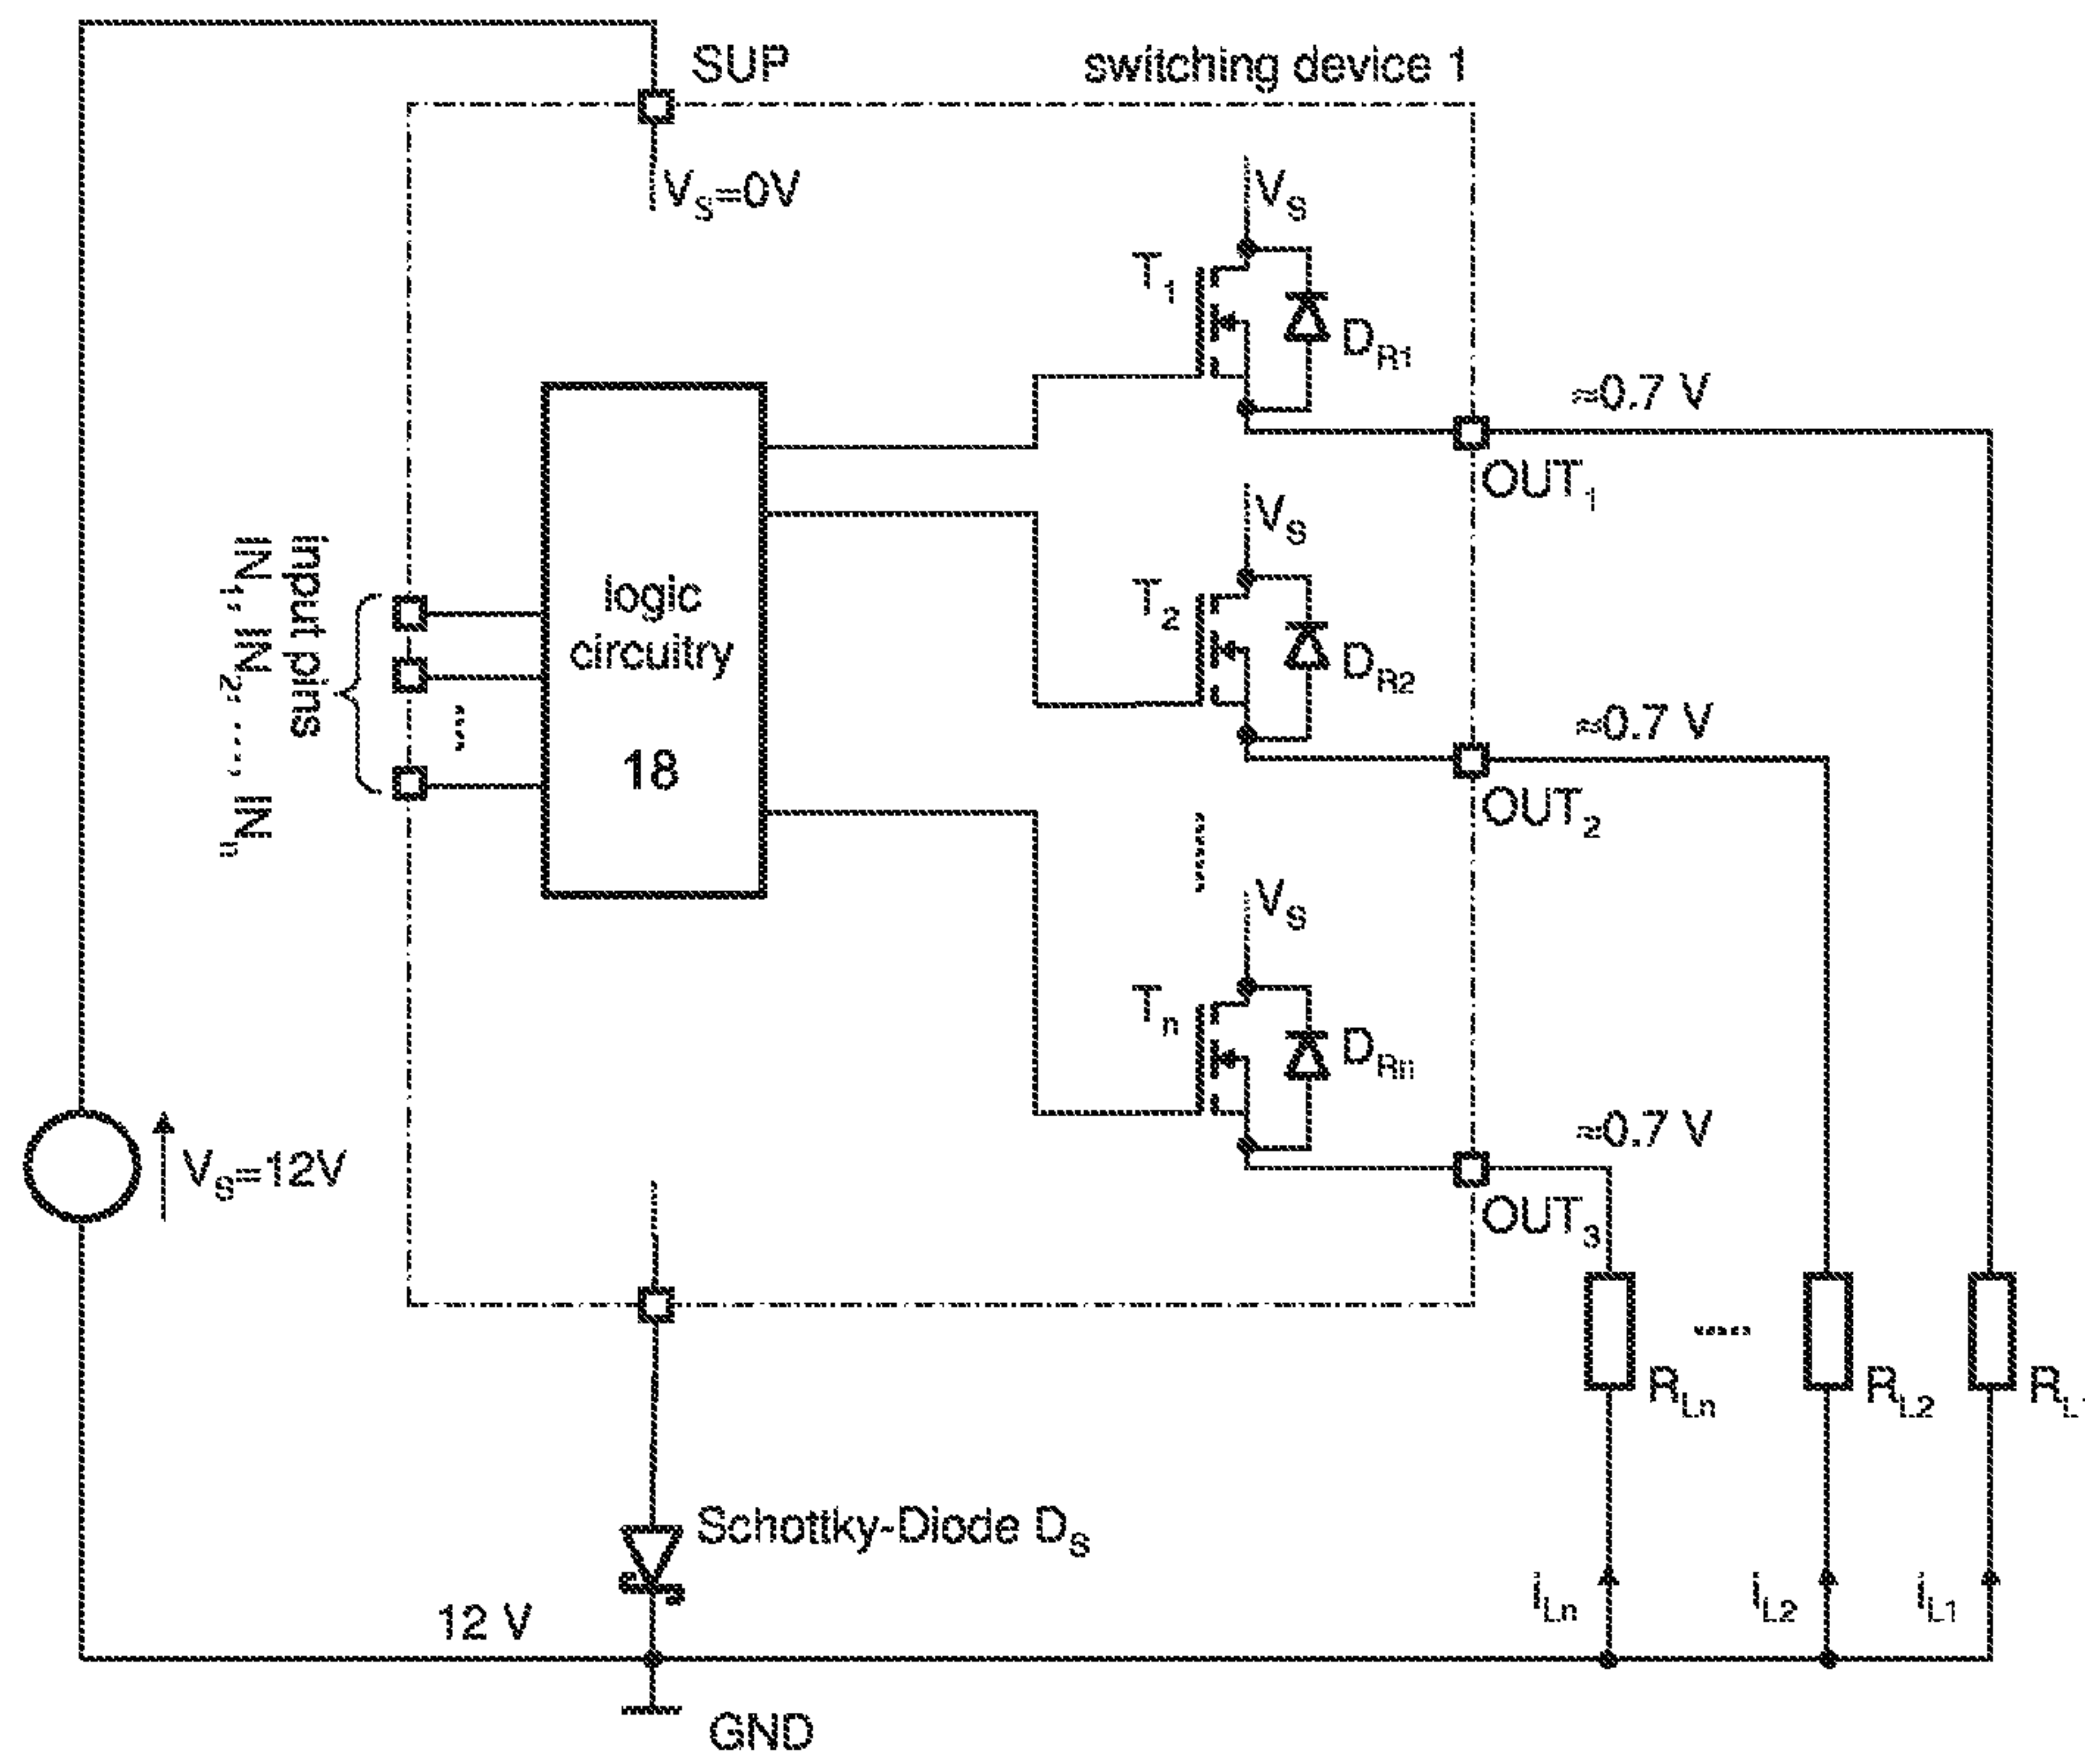 SUP
switching device 1
V_S=0V
V_S
T_1
D_R1
≈0.7 V
OUT_1
V_S
T_2
D_R2
≈0.7 V
OUT_2
input pins
IN_1, IN_2, ...., IN_n
logic
circuitry
18
V_S
T_n
D_Rn
≈0.7 V
OUT_3
V_S=12V
R_Ln
.....
R_L2
R_L1
Schottky-Diode D_S
i_Ln
i_L2
i_L1
12 V
GND